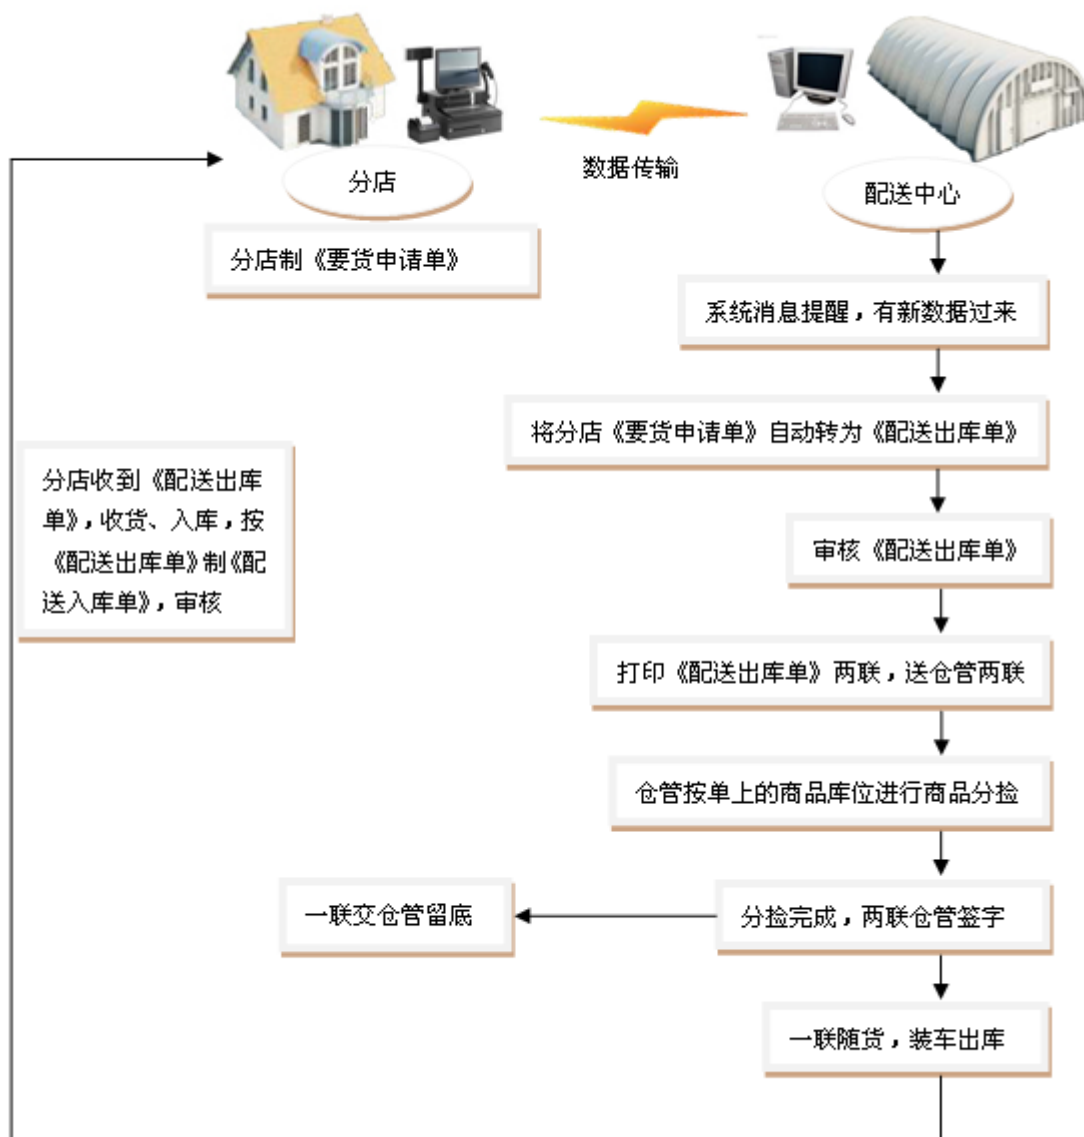 数据传输
分店
配送中心
分店制《要货申请单》
系统消息提醒，有新数据过来
将分店《要货申请单》自动转为《配送出库单》
分店收到《配送出库
单》，收货、入库，按
《配送出库单》制《配
送入库单》，审核
审核《配送出库单》
打印《配送出库单》两联，送仓管两联
仓管按单上的商品库位进行商品分捡
一联交仓管留底
分捡完成，两联仓管签字
一联随货，装车出库